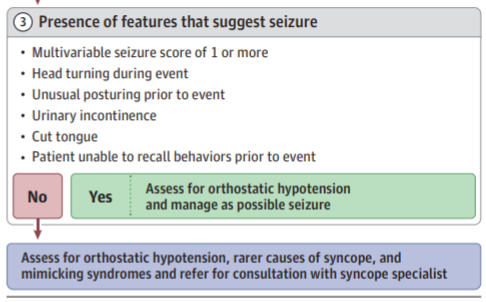 3 Presence of features that suggest seizure
• Multivariable seizure score of 1 or more
• Head turning during event
• Unusual posturing prior to event
• Urinary incontinence
• Cut tongue
• Patient unable to recall behaviors prior to event
No
Yes
Assess for orthostatic hypotension
and manage as possible seizure
Assess for orthostatic hypotension, rarer causes of syncope, and
mimicking syndromes and refer for consultation with syncope specialist